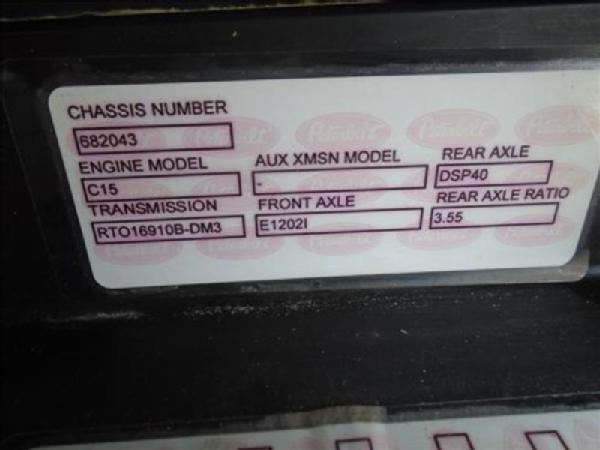 CHASSIS NUMBER
682043
ENGINE MODEL AUX XMSN MODEL REAR AXLE
C15 - DSP40
TRANSMISSION FRONT AXLE REAR AXLE RATIO
RTO16910B-DM3 E1202I 3.55
Peterbilt